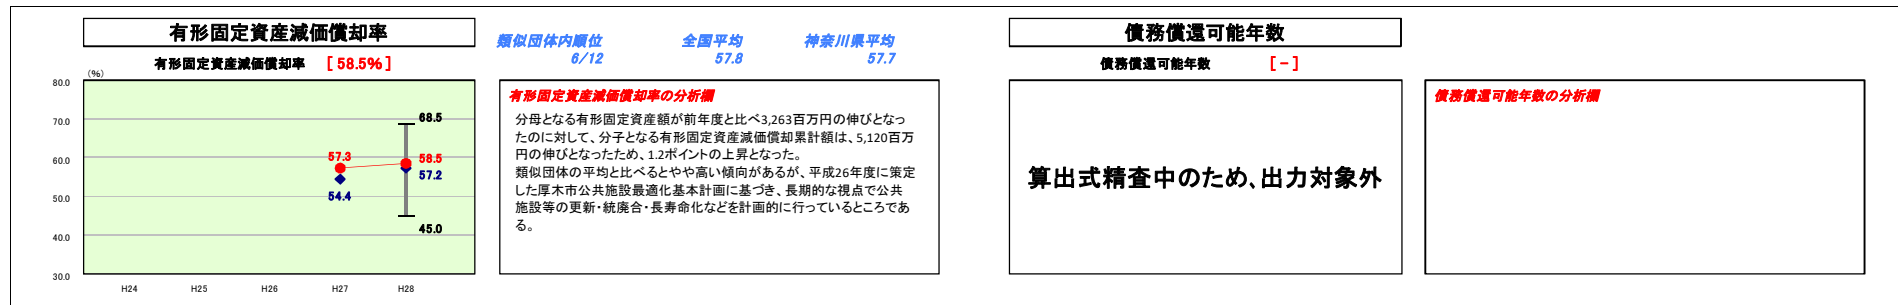 有形固定資産減価償却率
有形固定資産減価償却率 [ 58.5% ]
(%)
80.0
70.0
60.0
50.0
40.0
30.0
68.5
57.3
58.5
57.2
54.4
45.0
H24 H25 H26 H27 H28
類似団体内順位 全国平均 神奈川県平均
6/12 57.8 57.7
有形固定資産減価償却率の分析欄
分母となる有形固定資産額が前年度と比べ3,263百万円の伸びとなっ
たのに対して、分子となる有形固定資産減価償却累計額は、5,120百万
円の伸びとなったため、1.2ポイントの上昇となった。
類似団体の平均と比べるとやや高い傾向があるが、平成26年度に策定
した厚木市公共施設最適化基本計画に基づき、長期的な視点で公共
施設等の更新・統廃合・長寿命化などを計画的に行っているところであ
る。
債務償還可能年数
債務償還可能年数 [ - ]
算出式精査中のため、出力対象外
債務償還可能年数の分析欄